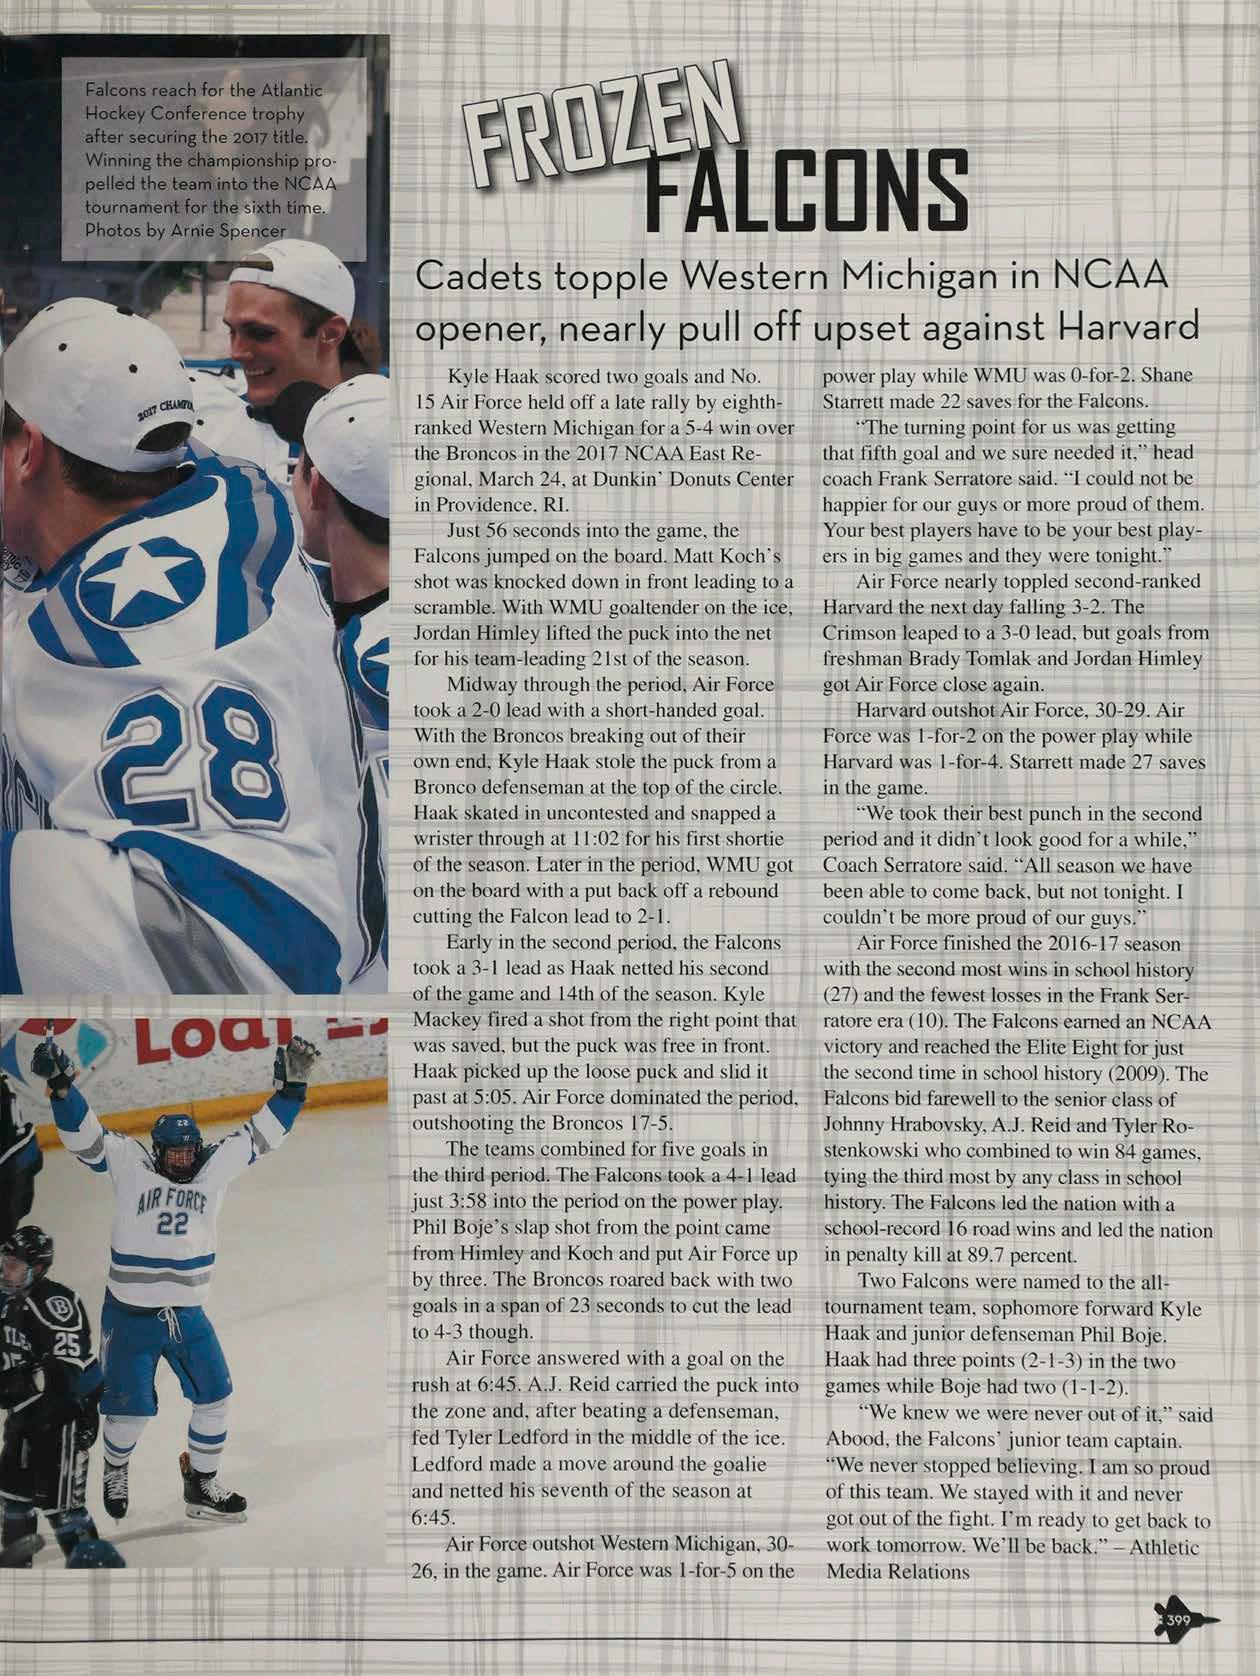 Falcons reach for the Atlantic
Hockey Conference trophy
after securing the 2017 title.
Winning the championship pro-
pelled the team into the NCAA
tournament for the sixth time.
Photos by Arnie Spencer
2017 CHAMPIONS
28
AIR FORCE
22
22
25
B
FROZEN
FALCONS
Cadets topple Western Michigan in NCAA
opener, nearly pull off upset against Harvard
Kyle Haak scored two goals and No.
15 Air Force held off a late rally by eighth-
ranked Western Michigan for a 5-4 win over
the Broncos in the 2017 NCAA East Re-
gional, March 24, at Dunkin' Donuts Center
in Providence, RI.
Just 56 seconds into the game, the
Falcons jumped on the board. Matt Koch's
shot was knocked down in front leading to a
scramble. With WMU goaltender on the ice,
Jordan Himley lifted the puck into the net
for his team-leading 21st of the season.
Midway through the period, Air Force
took a 2-0 lead with a short-handed goal.
With the Broncos breaking out of their
own end, Kyle Haak stole the puck from a
Bronco defenseman at the top of the circle.
Haak skated in uncontested and snapped a
wrister through at 11:02 for his first shortie
of the season. Later in the period, WMU got
on the board with a put back off a rebound
cutting the Falcon lead to 2-1.
Early in the second period, the Falcons
took a 3-1 lead as Haak netted his second
of the game and 14th of the season. Kyle
Mackey fired a shot from the right point that
was saved, but the puck was free in front.
Haak picked up the loose puck and slid it
past at 5:05. Air Force dominated the period,
outshooting the Broncos 17-5.
The teams combined for five goals in
the third period. The Falcons took a 4-1 lead
just 3:58 into the period on the power play.
Phil Boje's slap shot from the point came
from Himley and Koch and put Air Force up
by three. The Broncos roared back with two
goals in a span of 23 seconds to cut the lead
to 4-3 though.
Air Force answered with a goal on the
rush at 6:45. A.J. Reid carried the puck into
the zone and, after beating a defenseman,
fed Tyler Ledford in the middle of the ice.
Ledford made a move around the goalie
and netted his seventh of the season at
6:45.
Air Force outshot Western Michigan, 30-
26, in the game. Air Force was 1-for-5 on the
power play while WMU was 0-for-2. Shane
Starrett made 22 saves for the Falcons.
"The turning point for us was getting
that fifth goal and we sure needed it," head
coach Frank Serratore said. "I could not be
happier for our guys or more proud of them.
Your best players have to be your best play-
ers in big games and they were tonight."
Air Force nearly toppled second-ranked
Harvard the next day falling 3-2. The
Crimson leaped to a 3-0 lead, but goals from
freshman Brady Tomlak and Jordan Himley
got Air Force close again.
Harvard outshot Air Force, 30-29. Air
Force was 1-for-2 on the power play while
Harvard was 1-for-4. Starrett made 27 saves
in the game.
"We took their best punch in the second
period and it didn't look good for a while,"
Coach Serratore said. "All season we have
been able to come back, but not tonight. I
couldn't be more proud of our guys."
Air Force finished the 2016-17 season
with the second most wins in school history
(27) and the fewest losses in the Frank Ser-
ratore era (10). The Falcons earned an NCAA
victory and reached the Elite Eight for just
the second time in school history (2009). The
Falcons bid farewell to the senior class of
Johnny Hrabovsky, A.J. Reid and Tyler Ro-
stenkowski who combined to win 84 games,
tying the third most by any class in school
history. The Falcons led the nation with a
school-record 16 road wins and led the nation
in penalty kill at 89.7 percent.
Two Falcons were named to the all-
tournament team, sophomore forward Kyle
Haak and junior defenseman Phil Boje.
Haak had three points (2-1-3) in the two
games while Boje had two (1-1-2).
"We knew we were never out of it," said
Abood, the Falcons' junior team captain.
"We never stopped believing. I am so proud
of this team. We stayed with it and never
got out of the fight. I'm ready to get back to
work tomorrow. We'll be back." – Athletic
Media Relations
399